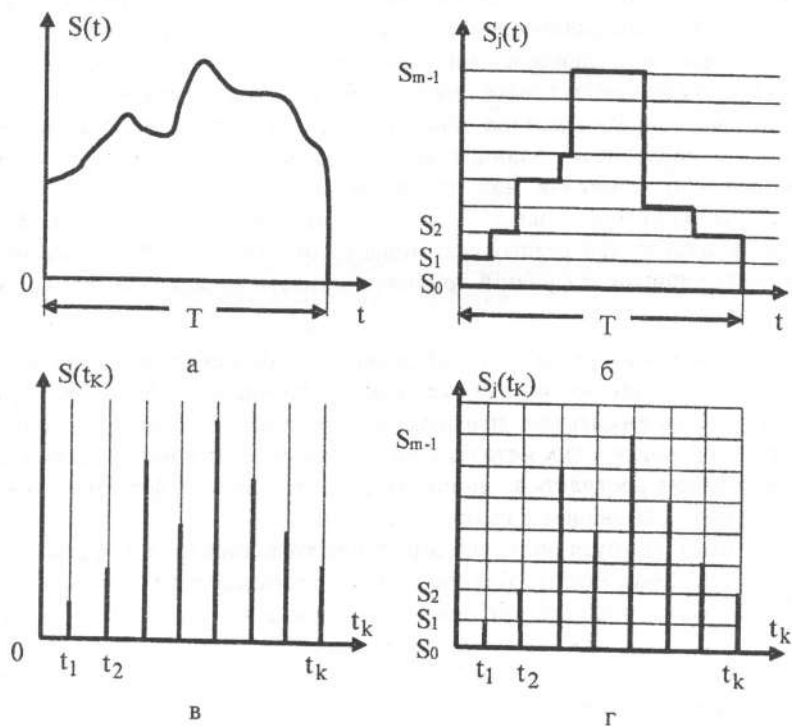 S(t)
0
T
t
а
Sj(t)
Sm-1
S2
S1
S0
T
t
б
S(tK)
0
t1 t2 tk
tk
в
Sj(tK)
Sm-1
S2
S1
S0
t1 t2 tk
tk
г